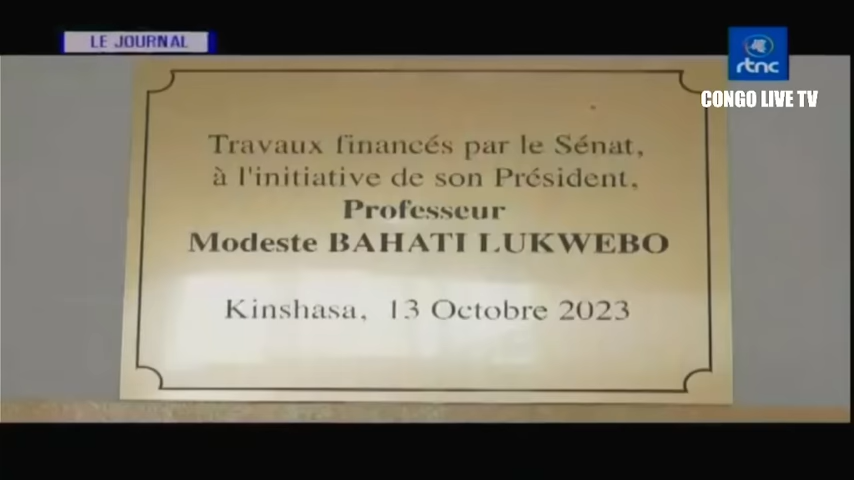 LE JOURNAL
rtnc
CONGO LIVE TV
Travaux financés par le Sénat,
à l'initiative de son Président,
Professeur
Modeste BAHATI LUKWEBO
Kinshasa, 13 Octobre 2023